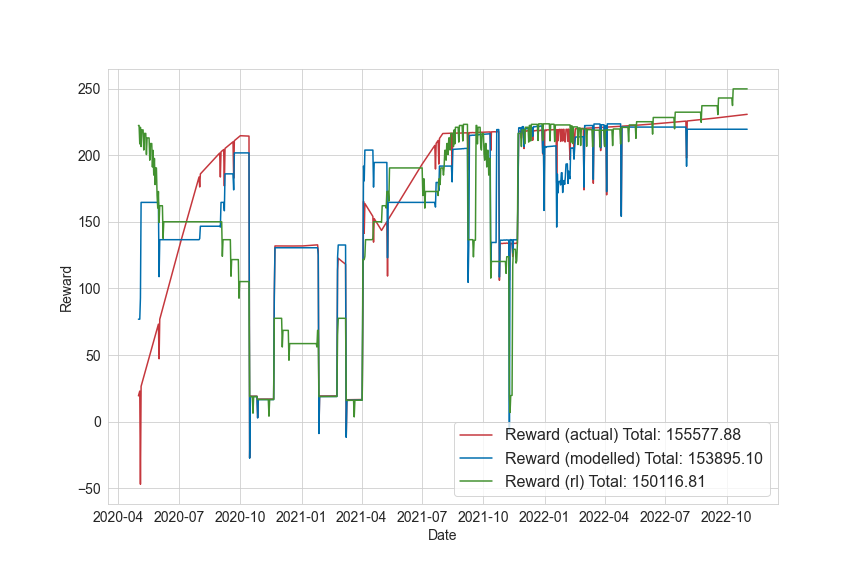 250
200
150
100
50
0
−50
Reward
Reward (actual) Total: 155577.88
Reward (modelled) Total: 153895.10
Reward (rl) Total: 150116.81
2020-04 2020-07 2020-10 2021-01 2021-04 2021-07 2021-10 2022-01 2022-04 2022-07 2022-10
Date